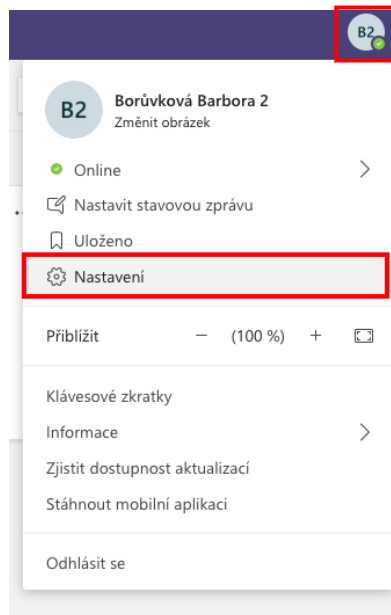 B2
B2
Borůvková Barbora 2
Změnit obrázek
Online
Nastavit stavovou zprávu
Uloženo
Nastavení
Přiblížit — (100 %) +
Klávesové zkratky
Informace
Zjistit dostupnost aktualizací
Stáhnout mobilní aplikaci
Odhlásit se